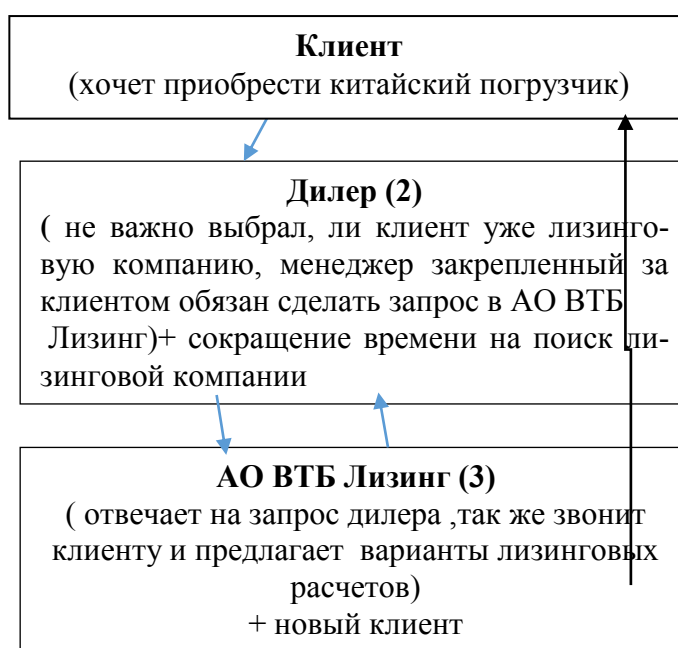 Клиент
(хочет приобрести китайский погрузчик)
Дилер (2)
( не важно выбрал, ли клиент уже лизинго-
вую компанию, менеджер закрепленный за
клиентом обязан сделать запрос в АО ВТБ
Лизинг)+ сокращение времени на поиск ли-
зинговой компании
АО ВТБ Лизинг (3)
( отвечает на запрос дилера ,так же звонит
клиенту и предлагает варианты лизинговых
расчетов)
+ новый клиент